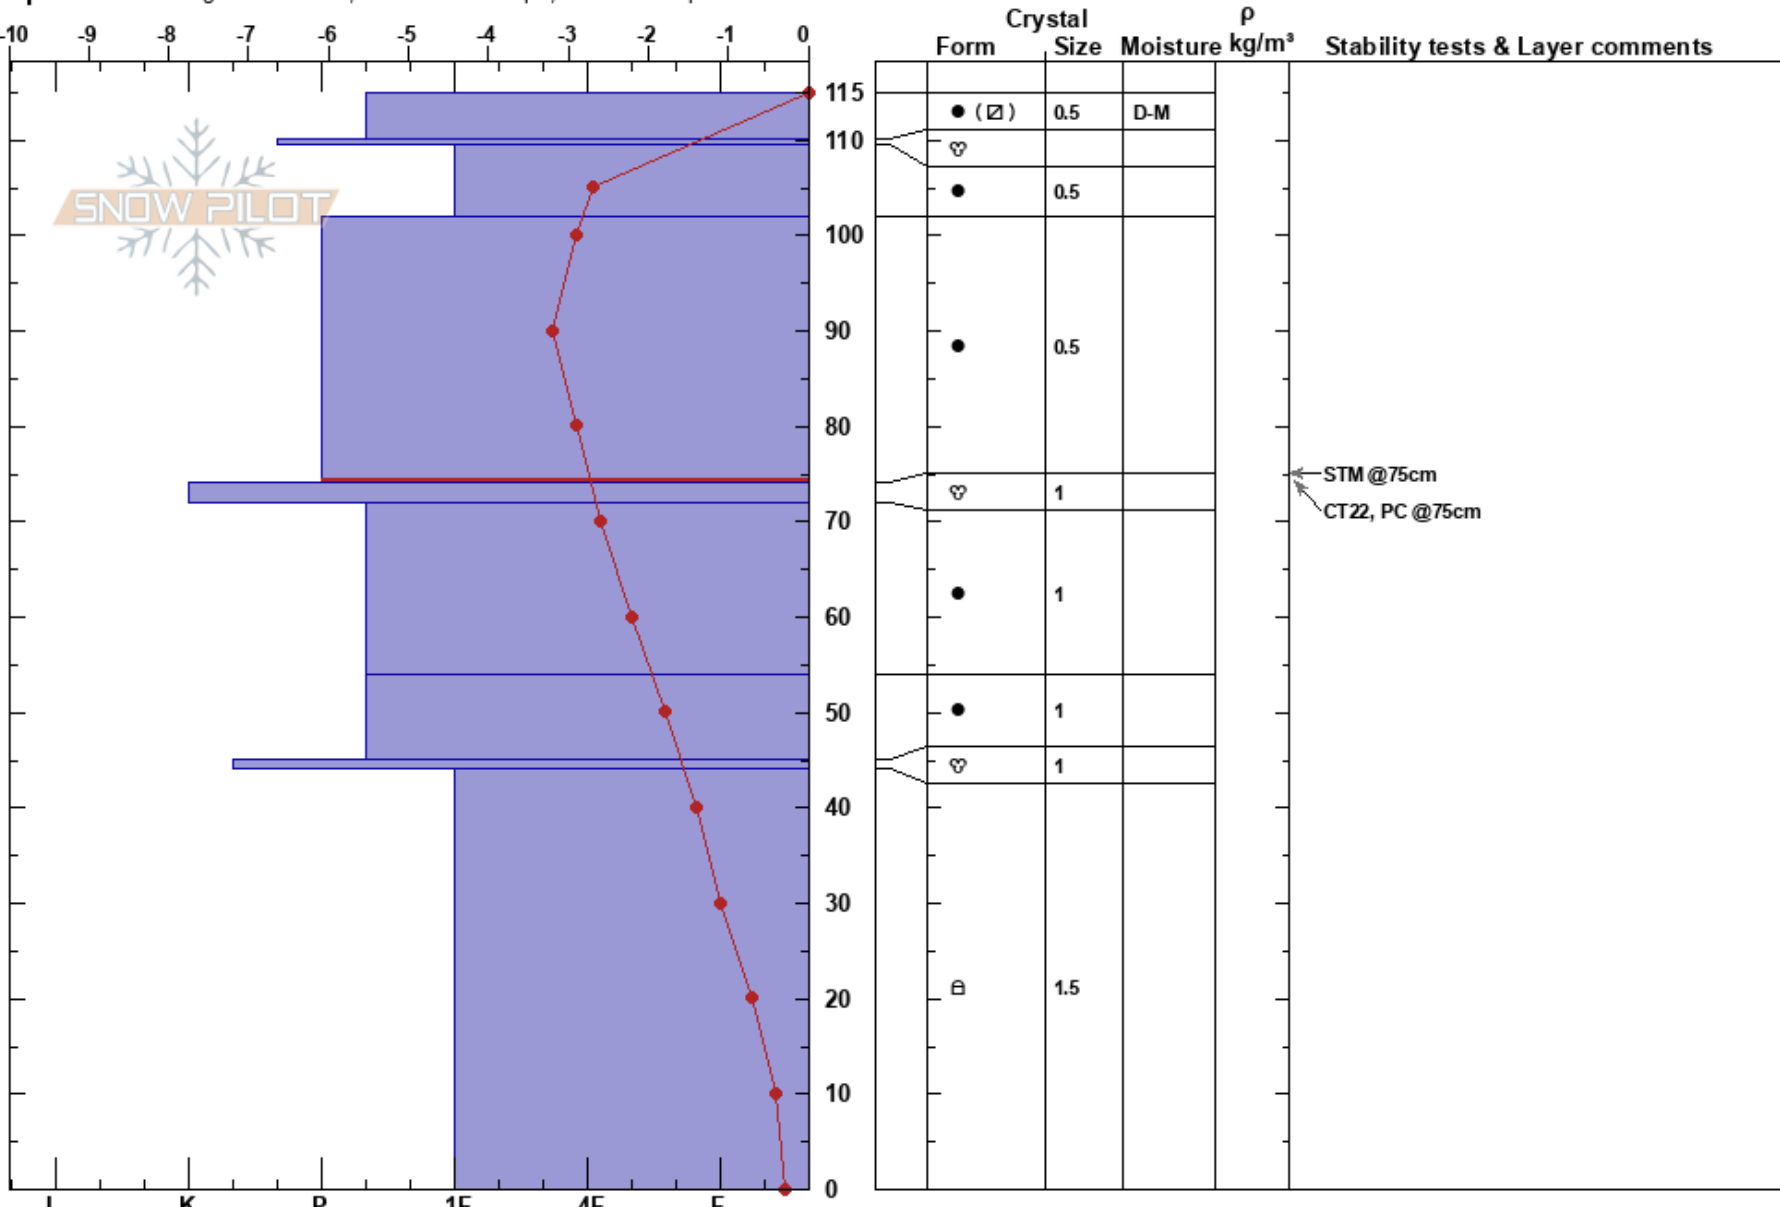 Crystal ρ
-10 -9 -8 -7 -6 -5 -4 -3 -2 -1 0 Form Size Moisture kg/m³ Stability tests & Layer comments
115
0.5 D-M
110
SNOW PILOT
0.5
100
90
0.5
80
STM @75cm
1
CT22, PC @75cm
70
1
60
50
1
1
40
30
1.5
20
10
0
I K P 1F 4F F